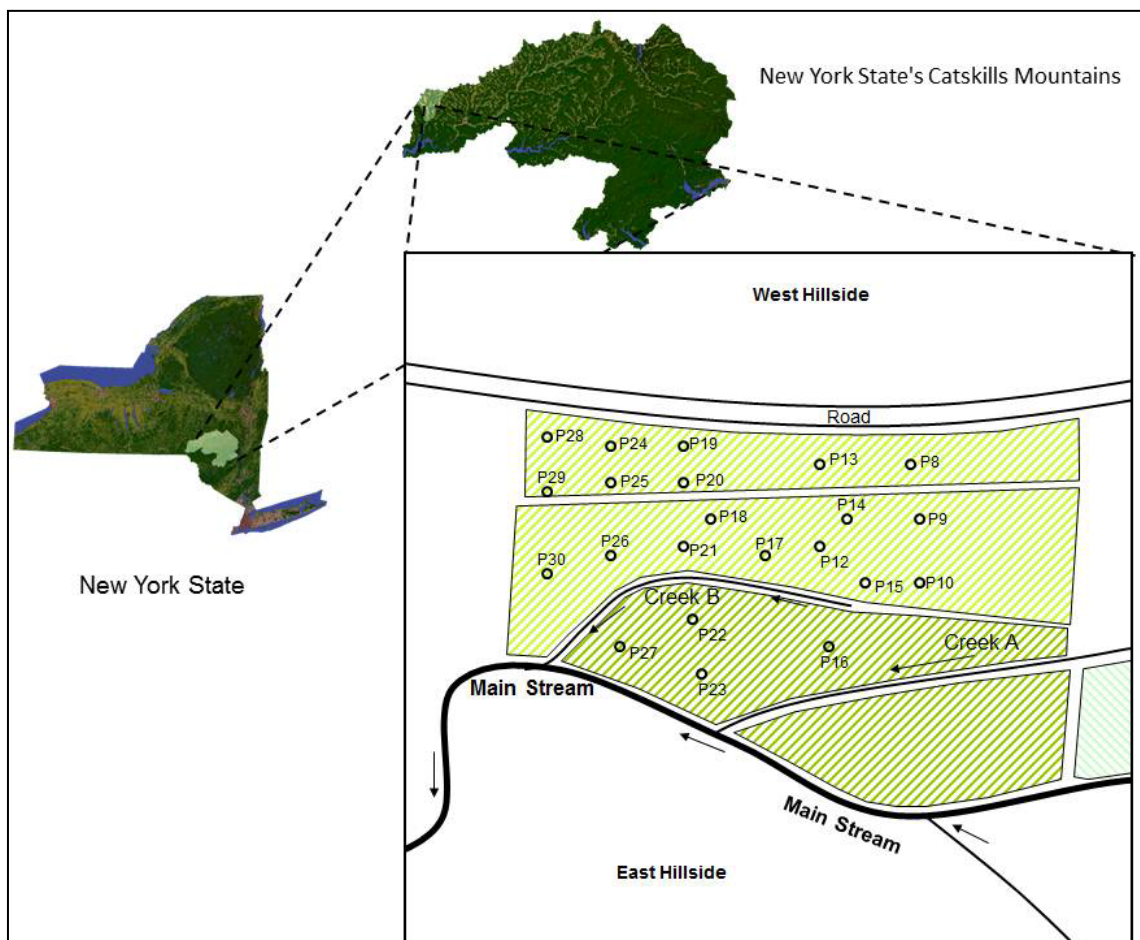 New York State's Catskills Mountains
West Hillside
Road
P28
P24
P19
P13
P8
P29
P25
P20
P18
P14
P9
P26
P21
P17
P12
P30
P15
P10
New York State
Creek B
P22
Creek A
P27
P16
P23
Main Stream
Main Stream
East Hillside